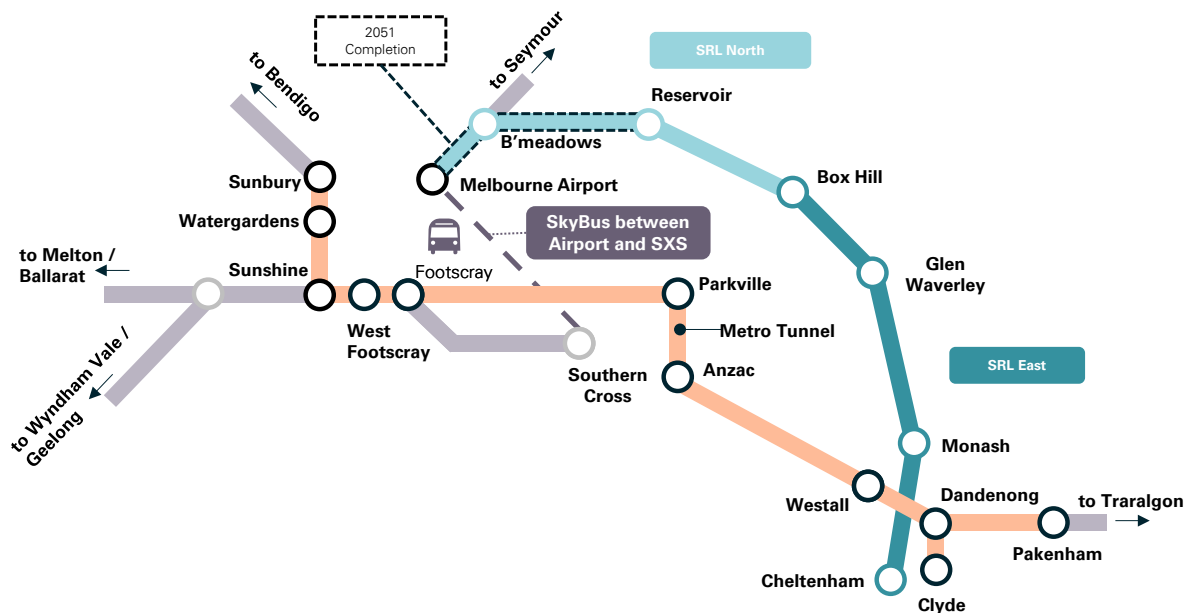 2051
Completion
to Seymour
SRL North
to Bendigo
Reservoir
B'meadows
Sunbury
Melbourne Airport
Box Hill
Watergardens
SkyBus between
Airport and SXS
to Melton /
Ballarat
Sunshine
Footscray
Glen
Waverley
Parkville
West
Footscray
Metro Tunnel
Southern
Cross
Anzac
SRL East
to Wyndham Vale /
Geelong
Monash
Westall
Dandenong
to Traralgon
Pakenham
Cheltenham
Clyde